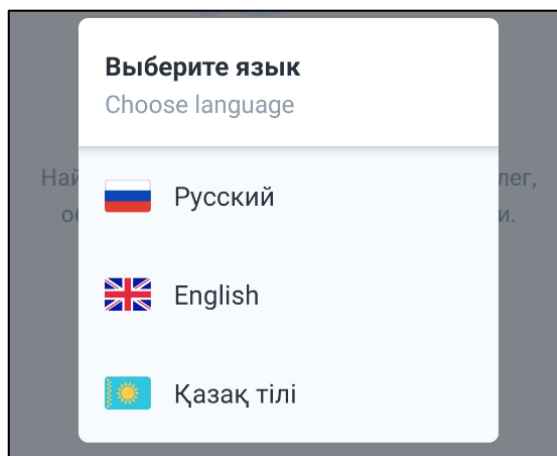 Выберите язык
Choose language
Русский
English
Қазақ тілі